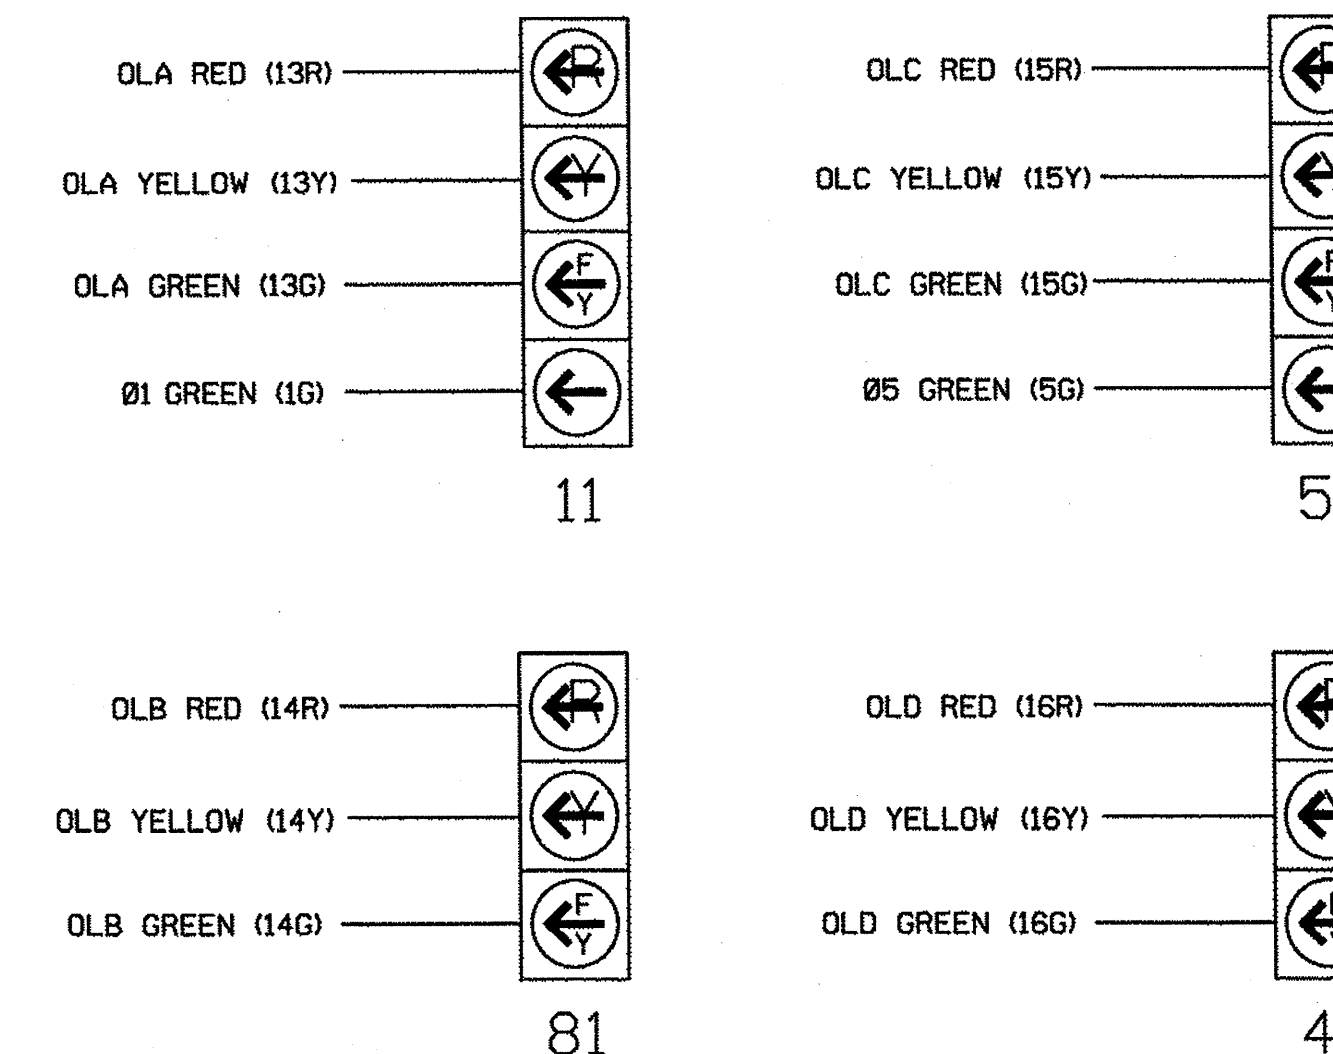 OLA RED (13R)
R
OLA YELLOW (13Y)
Y
OLA GREEN (13G)
F
Y
Ø1 GREEN (1G)
11
OLC RED (15R)
OLC YELLOW (15Y)
OLC GREEN (15G)
Ø5 GREEN (5G)
5
OLB RED (14R)
R
OLB YELLOW (14Y)
Y
OLB GREEN (14G)
F
Y
81
OLD RED (16R)
OLD YELLOW (16Y)
OLD GREEN (16G)
4